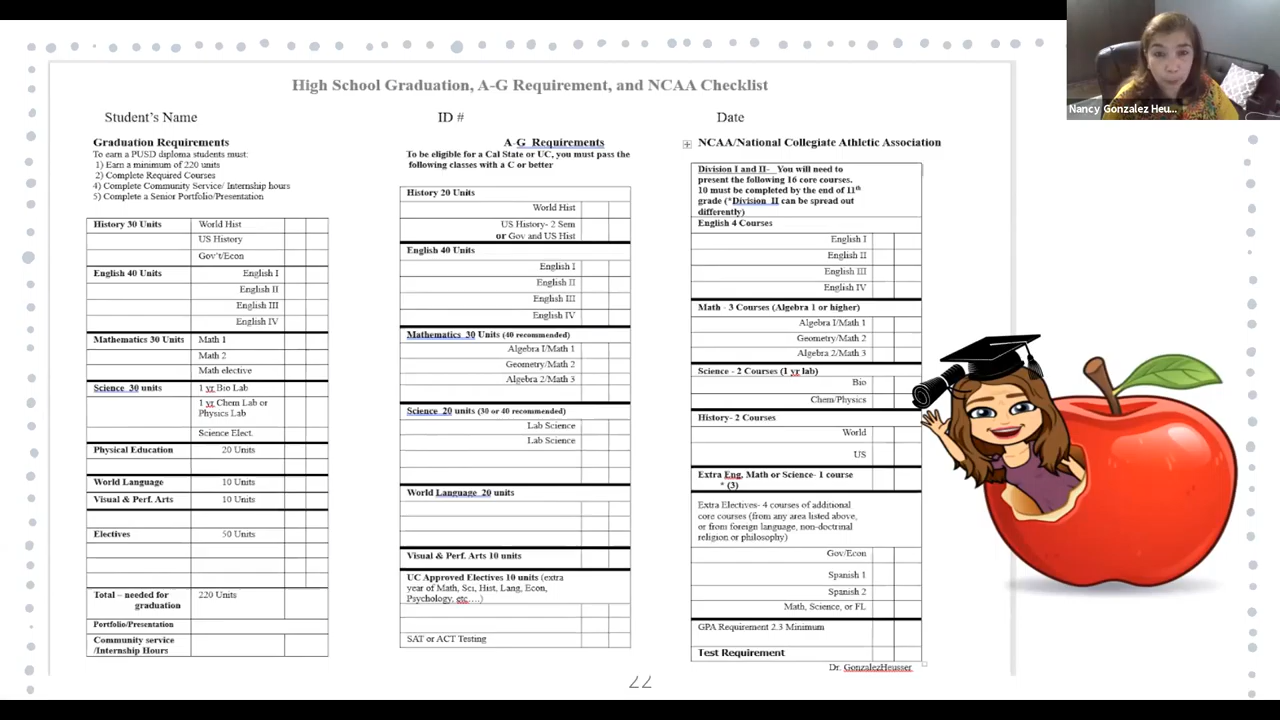 Nancy Gonzalez Heu...
High School Graduation, A-G Requirement, and NCAA Checklist
Student's Name
ID #
Date
Graduation Requirements
To earn a PUSD diploma students must:
1) Earn a minimum of 220 units
2) Complete Required Courses
4) Complete Community Service/ Internship hours
5) Complete a Senior Portfolio/Presentation
History 30 Units World Hist
US History
Gov't/Econ
English 40 Units English I
English II
English III
English IV
Mathematics 30 Units Math 1
Math 2
Math elective
Science 30 units 1 yr Bio Lab
1 yr Chem Lab or
Physics Lab
Science Elect.
Physical Education 20 Units
World Language 10 Units
Visual & Perf. Arts 10 Units
Electives 50 Units
Total – needed for 220 Units
graduation
Portfolio/Presentation
Community service
/Internship Hours
A-G Requirements
To be eligible for a Cal State or UC, you must pass the
following classes with a C or better
History 20 Units
World Hist
US History- 2 Sem
or Gov and US Hist
English 40 Units
English I
English II
English III
English IV
Mathematics 30 Units (40 recommended)
Algebra I/Math 1
Geometry/Math 2
Algebra 2/Math 3
Science 20 units (30 or 40 recommended)
Lab Science
Lab Science
World Language 20 units
Visual & Perf. Arts 10 units
UC Approved Electives 10 units (extra
year of Math, Sci, Hist, Lang, Econ,
Psychology, etc....)
SAT or ACT Testing
NCAA/National Collegiate Athletic Association
Division I and II- You will need to
present the following 16 core courses.
10 must be completed by the end of 11th
grade (*Division II can be spread out
differently)
English 4 Courses
English I
English II
English III
English IV
Math - 3 Courses (Algebra 1 or higher)
Algebra I/Math 1
Geometry/Math 2
Algebra 2/Math 3
Science - 2 Courses (1 yr lab)
Bio
Chem/Physics
History- 2 Courses
World
US
Extra Eng, Math or Science- 1 course
* (3)
Extra Electives- 4 courses of additional
core courses (from any area listed above,
or from foreign language, non-doctrinal
religion or philosophy)
Gov/Econ
Spanish 1
Spanish 2
Math, Science, or FL
GPA Requirement 2.3 Minimum
Test Requirement
Dr. GonzalezHeusser